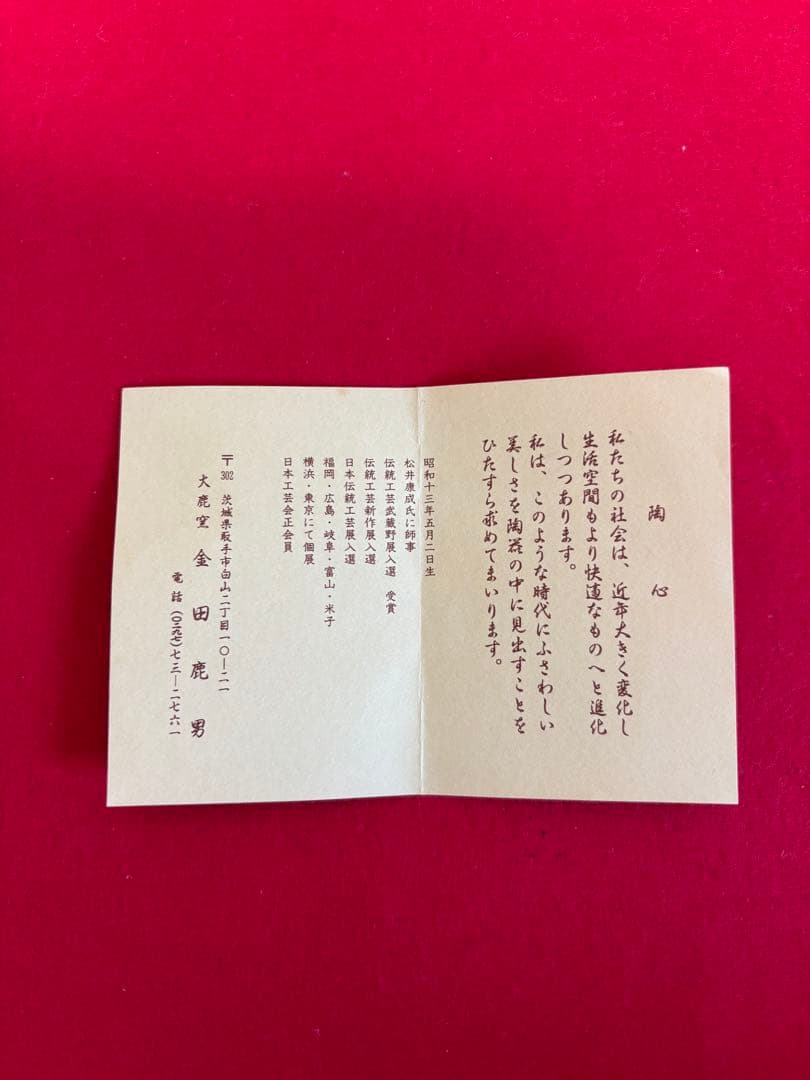 陶心
私たちの社会は、近年大きく変化し
生活空間もより快適なものへと進化
しつつあります。
私は、このような時代にふさわしい
美しさを陶器の中に見出すことを
ひたすら求めてまいります。
昭和十三年五月二日生
松井康成氏に師事
伝統工芸武蔵野展入選 受賞
伝統工芸新作展入選
日本伝統工芸展入選
福岡・広島・岐阜・富山・米子
横浜・東京にて個展
日本工芸会正会員
〒302 茨城県取手市白山二丁目一〇―二一
大鹿窯 金田鹿男
電話(〇二九七)七三―二七六一